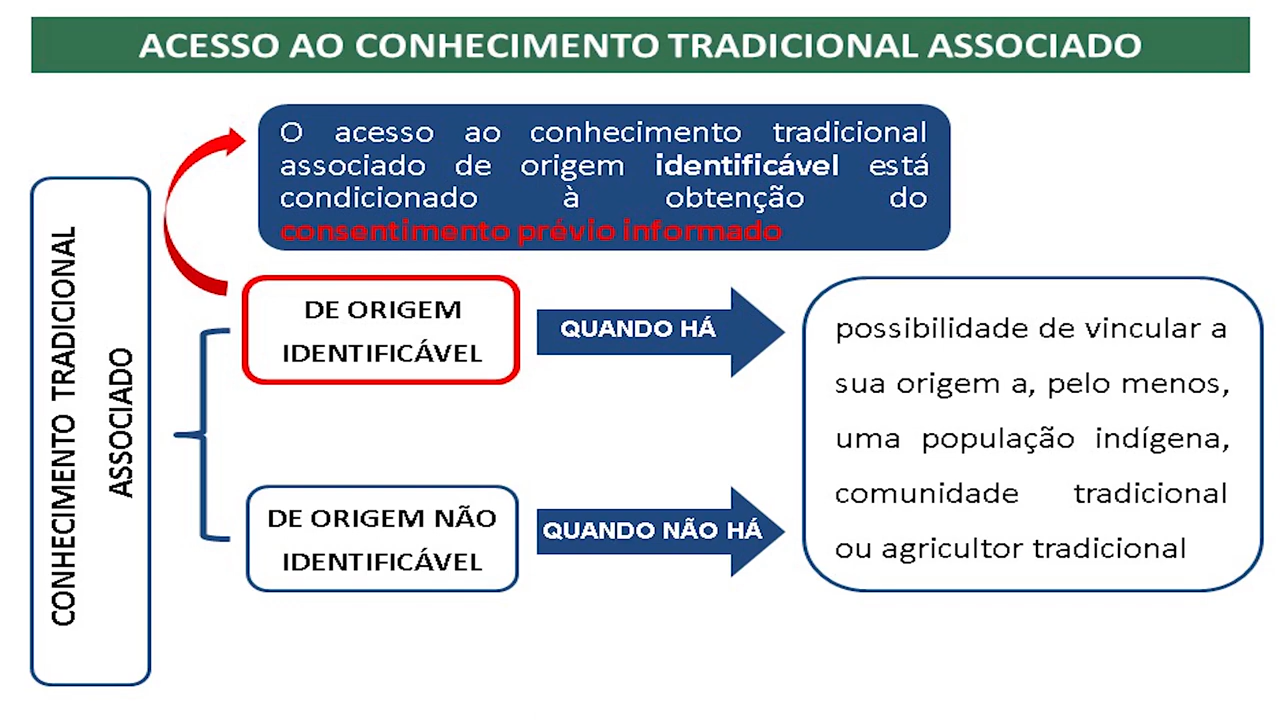 ACESSO AO CONHECIMENTO TRADICIONAL ASSOCIADO
O acesso ao conhecimento tradicional
associado de origem identificável está
condicionado à obtenção do
consentimento prévio informado
CONHECIMENTO TRADICIONAL
ASSOCIADO
DE ORIGEM
IDENTIFICÁVEL
QUANDO HÁ
DE ORIGEM NÃO
IDENTIFICÁVEL
QUANDO NÃO HÁ
possibilidade de vincular a
sua origem a, pelo menos,
uma população indígena,
comunidade tradicional
ou agricultor tradicional